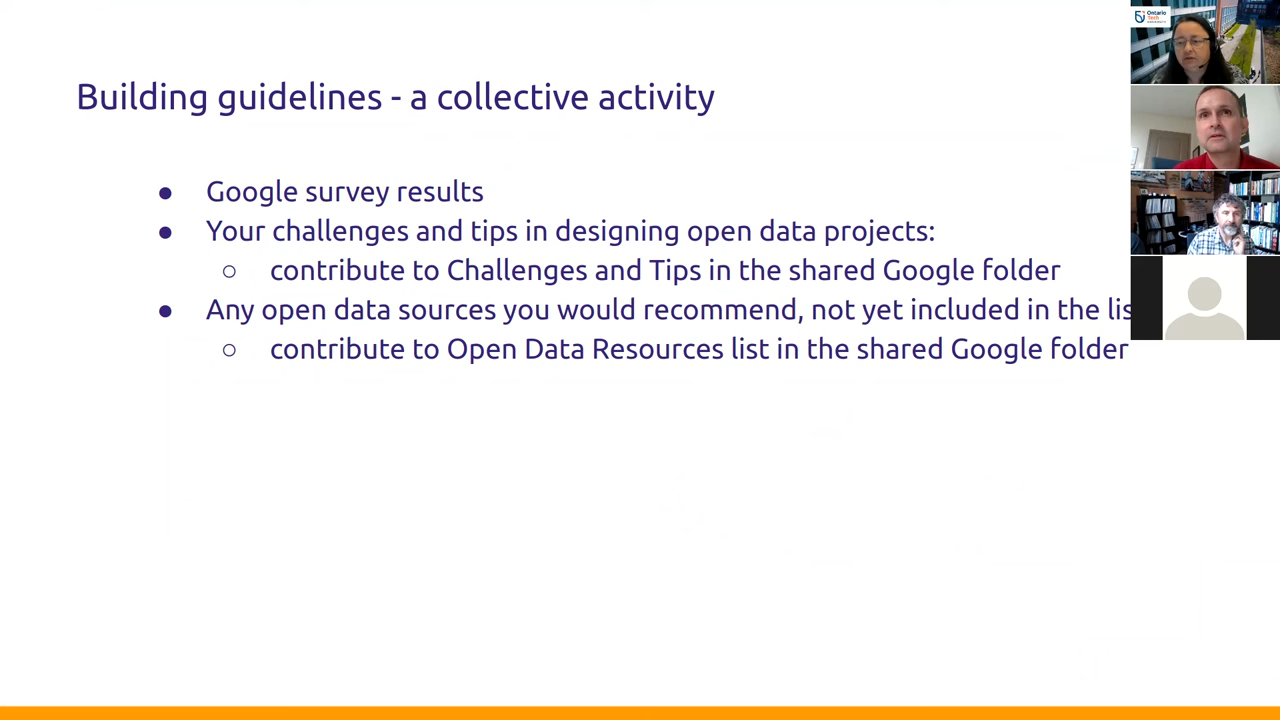 Building guidelines - a collective activity
● Google survey results
● Your challenges and tips in designing open data projects:
○ contribute to Challenges and Tips in the shared Google folder
● Any open data sources you would recommend, not yet included in the lis
○ contribute to Open Data Resources list in the shared Google folder
Ontario
Tech